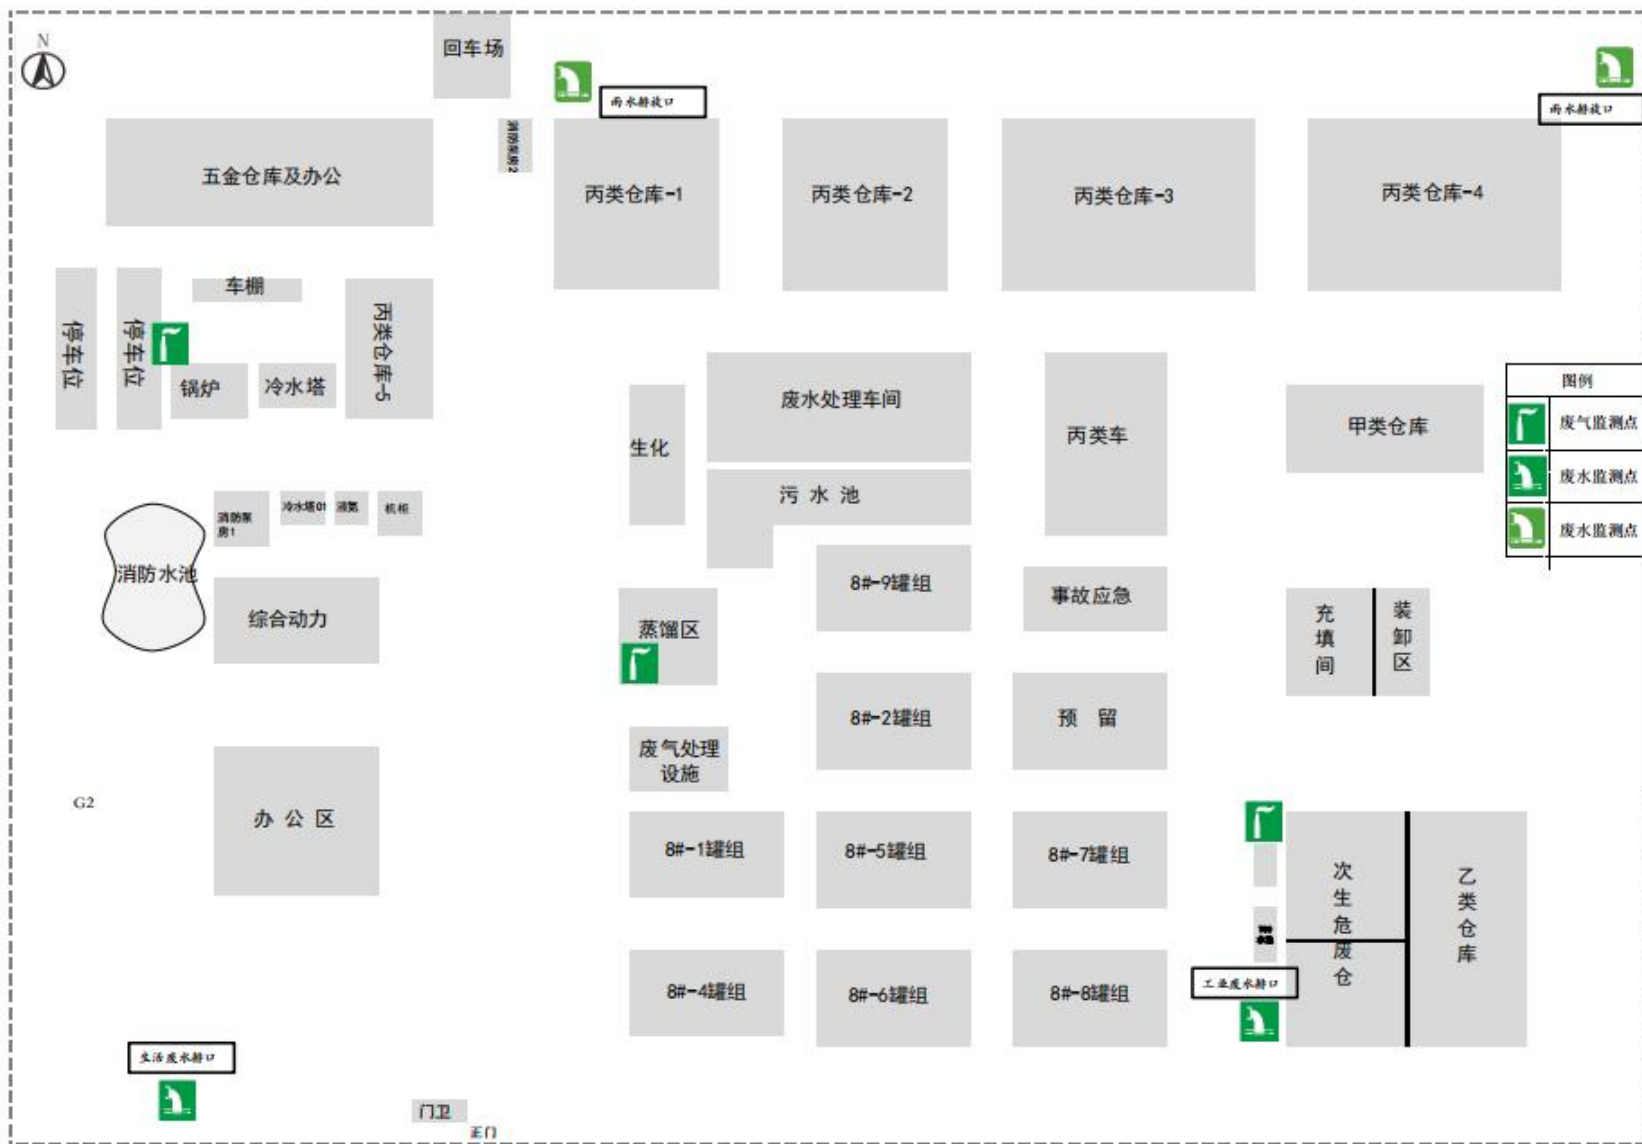 N
回车场
雨水排放口
雨水排放口
五金仓库及办公
消防泵房2
丙类仓库-1
丙类仓库-2
丙类仓库-3
丙类仓库-4
停车位
停车位
车棚
丙类仓库-5
锅炉
冷水塔
生化
废水处理车间
污水池
丙类车
甲类仓库
图例
废气监测点
废水监测点
废水监测点
消防泵
房1
冷水塔01
液氮
机柜
消防水池
综合动力
8#-9罐组
事故应急
蒸馏区
充填间
装卸区
8#-2罐组
预留
废气处理
设施
G2
办公区
8#-1罐组
8#-5罐组
8#-7罐组
次生危废仓
乙类仓库
8#-4罐组
8#-6罐组
8#-8罐组
工业废水排口
生活废水排口
门卫
正门